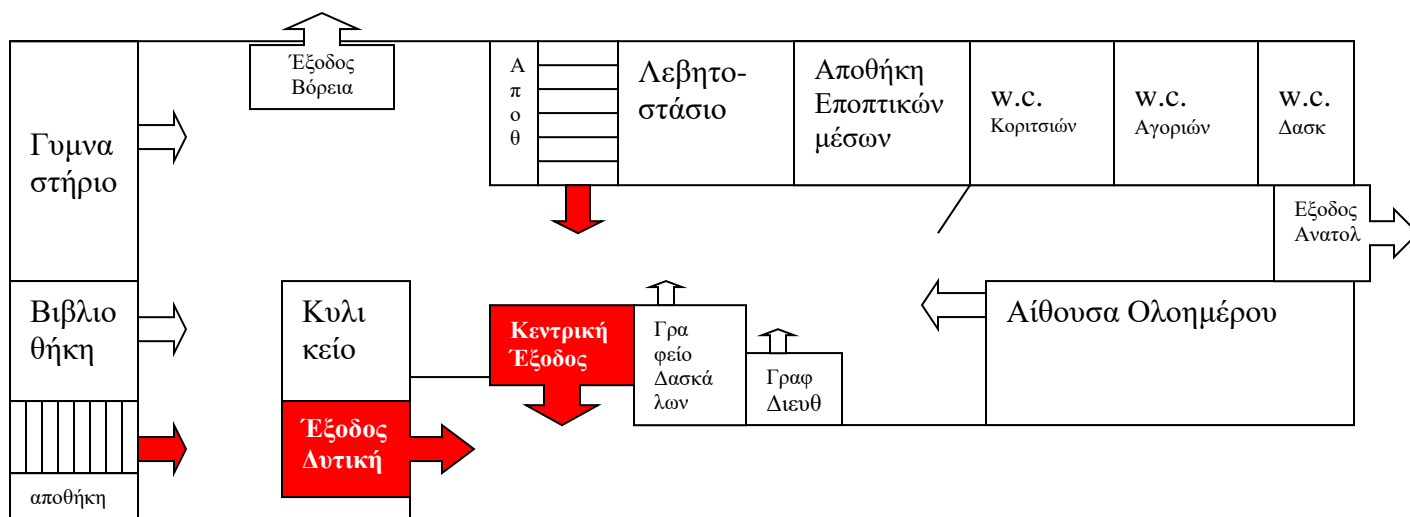 Έξοδος
Βόρεια
Α
π
ο
θ
Λεβητο-
στάσιο
Αποθήκη
Εποπτικών
μέσων
w.c.
Κοριτσιών
w.c.
Αγοριών
w.c.
Δασκ
Γυμνα
στήριο
Εξοδος
Ανατολ
Βιβλιο
θήκη
Κυλι
κείο
Κεντρική
Έξοδος
Γρα
φείο
Δασκά
λων
Γραφ
Διευθ
Αίθουσα Ολοημέρου
Έξοδος
Δυτική
αποθήκη